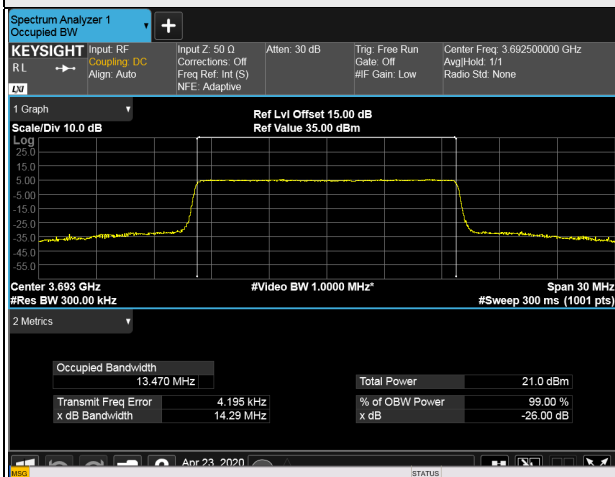 Spectrum Analyzer 1
Occupied BW
+
KEYSIGHT
RL
LXI
Input: RF
Coupling: DC
Align: Auto
Input Z: 50 Ω
Corrections: Off
Freq Ref: Int (S)
NFE: Adaptive
Atten: 30 dB
Trig: Free Run
Gate: Off
#IF Gain: Low
Center Freq: 3.692500000 GHz
Avg|Hold: 1/1
Radio Std: None
1 Graph
Scale/Div 10.0 dB
Ref Lvl Offset 15.00 dB
Ref Value 35.00 dBm
Log
25.0
15.0
5.00
-5.00
-15.0
-25.0
-35.0
-45.0
-55.0
Center 3.693 GHz
#Res BW 300.00 kHz
#Video BW 1.0000 MHz*
Span 30 MHz
#Sweep 300 ms (1001 pts)
2 Metrics
Occupied Bandwidth
13.470 MHz
Transmit Freq Error 4.195 kHz
x dB Bandwidth 14.29 MHz
Total Power 21.0 dBm
% of OBW Power 99.00 %
x dB -26.00 dB
Apr 23, 2020
MSG
STATUS